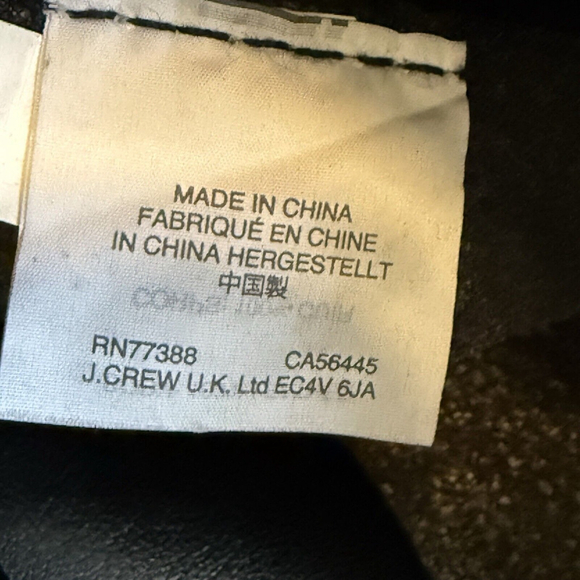 MADE IN CHINA
FABRIQUÉ EN CHINE
IN CHINA HERGESTELLT
中国製
RN77388 CA56445
J.CREW U.K. Ltd EC4V 6JA